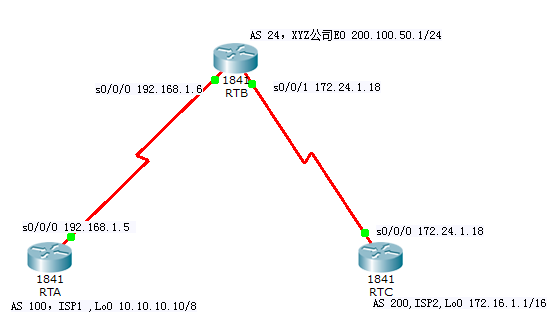 AS 24，XYZ公司E0 200.100.50.1/24
s0/0/0 192.168.1.6
1841
RTB
s0/0/1 172.24.1.18
s0/0/0 192.168.1.5
1841
RTA
AS 100，ISP1 ,Lo0 10.10.10.10/8
s0/0/0 172.24.1.18
1841
RTC
AS 200,ISP2,Lo0 172.16.1.1/16